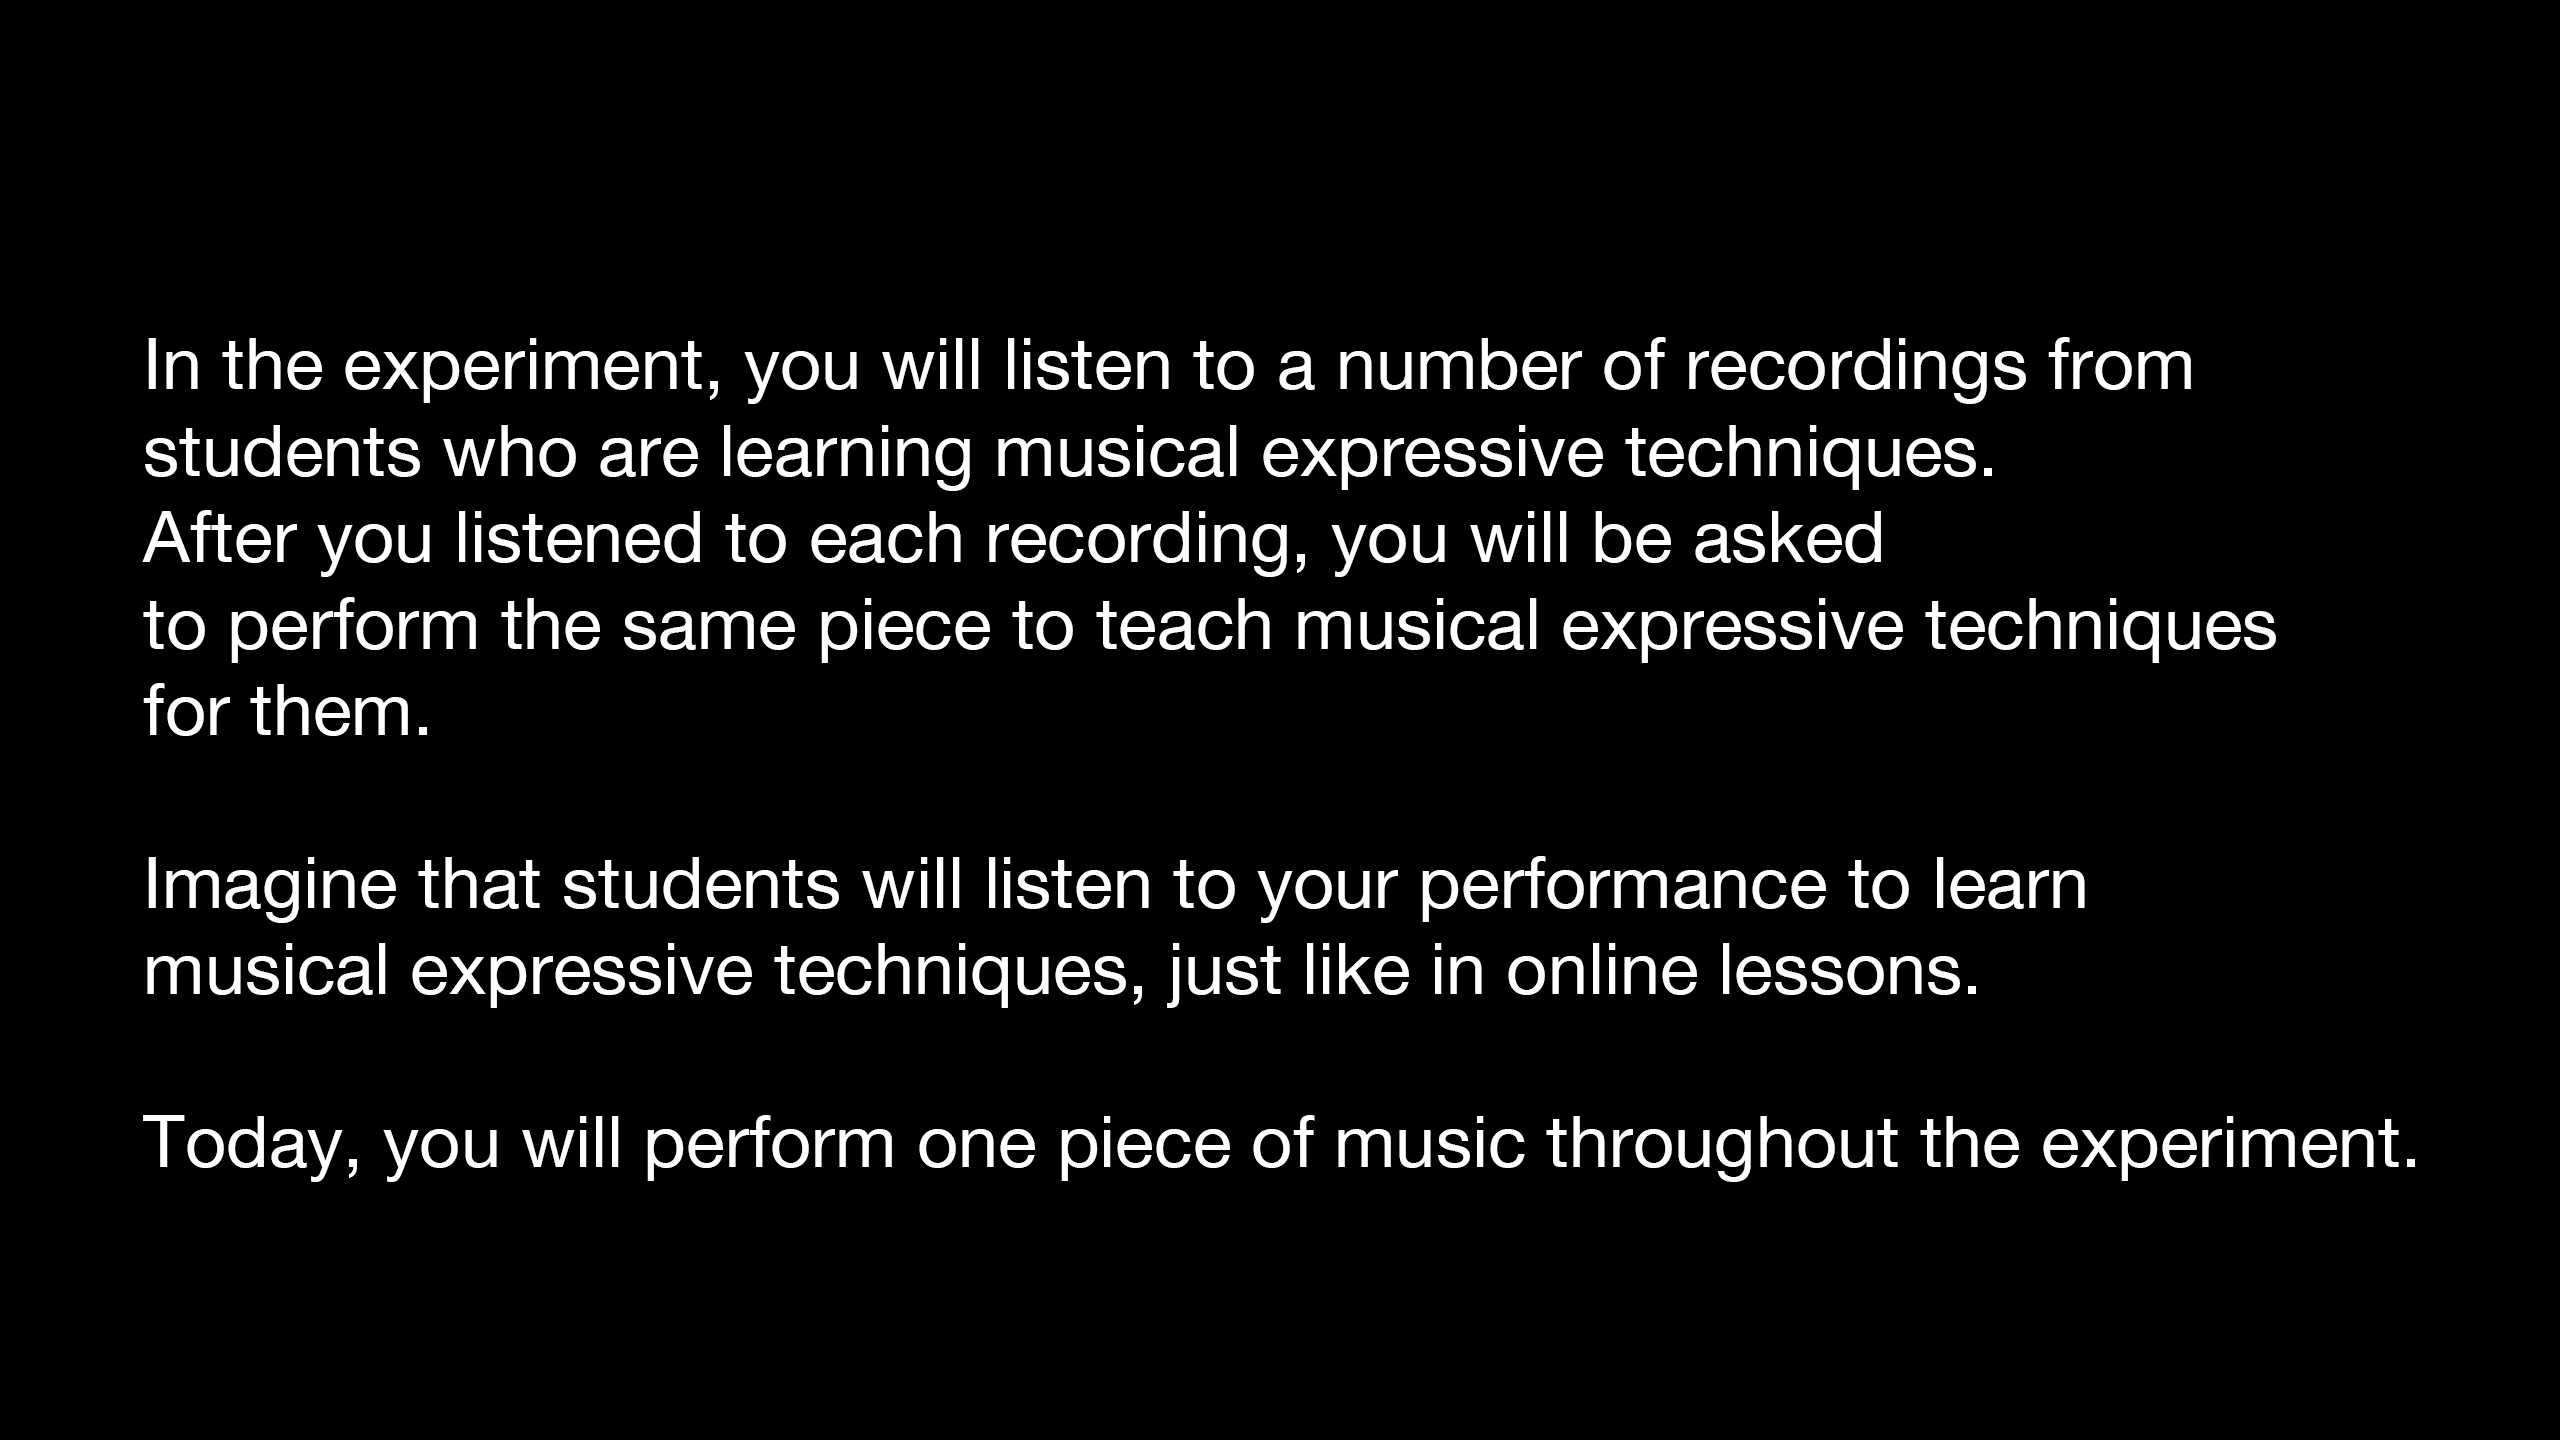 In the experiment, you will listen to a number of recordings from
students who are learning musical expressive techniques.
After you listened to each recording, you will be asked
to perform the same piece to teach musical expressive techniques
for them.
Imagine that students will listen to your performance to learn
musical expressive techniques, just like in online lessons.
Today, you will perform one piece of music throughout the experiment.